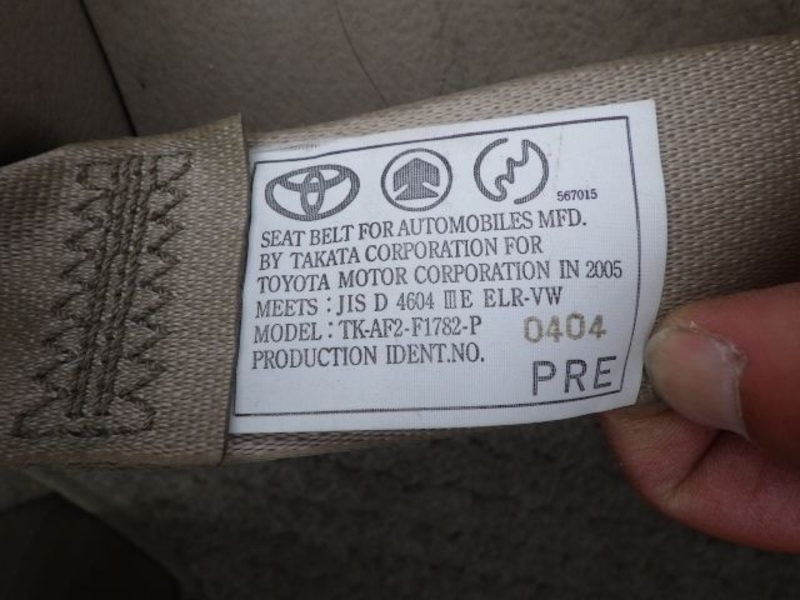 567015
SEAT BELT FOR AUTOMOBILES MFD.
BY TAKATA CORPORATION FOR
TOYOTA MOTOR CORPORATION IN 2005
MEETS : JIS D 4604 III E ELR-VW
MODEL : TK-AF2-F1782-P 0404
PRODUCTION IDENT.NO.
PRE